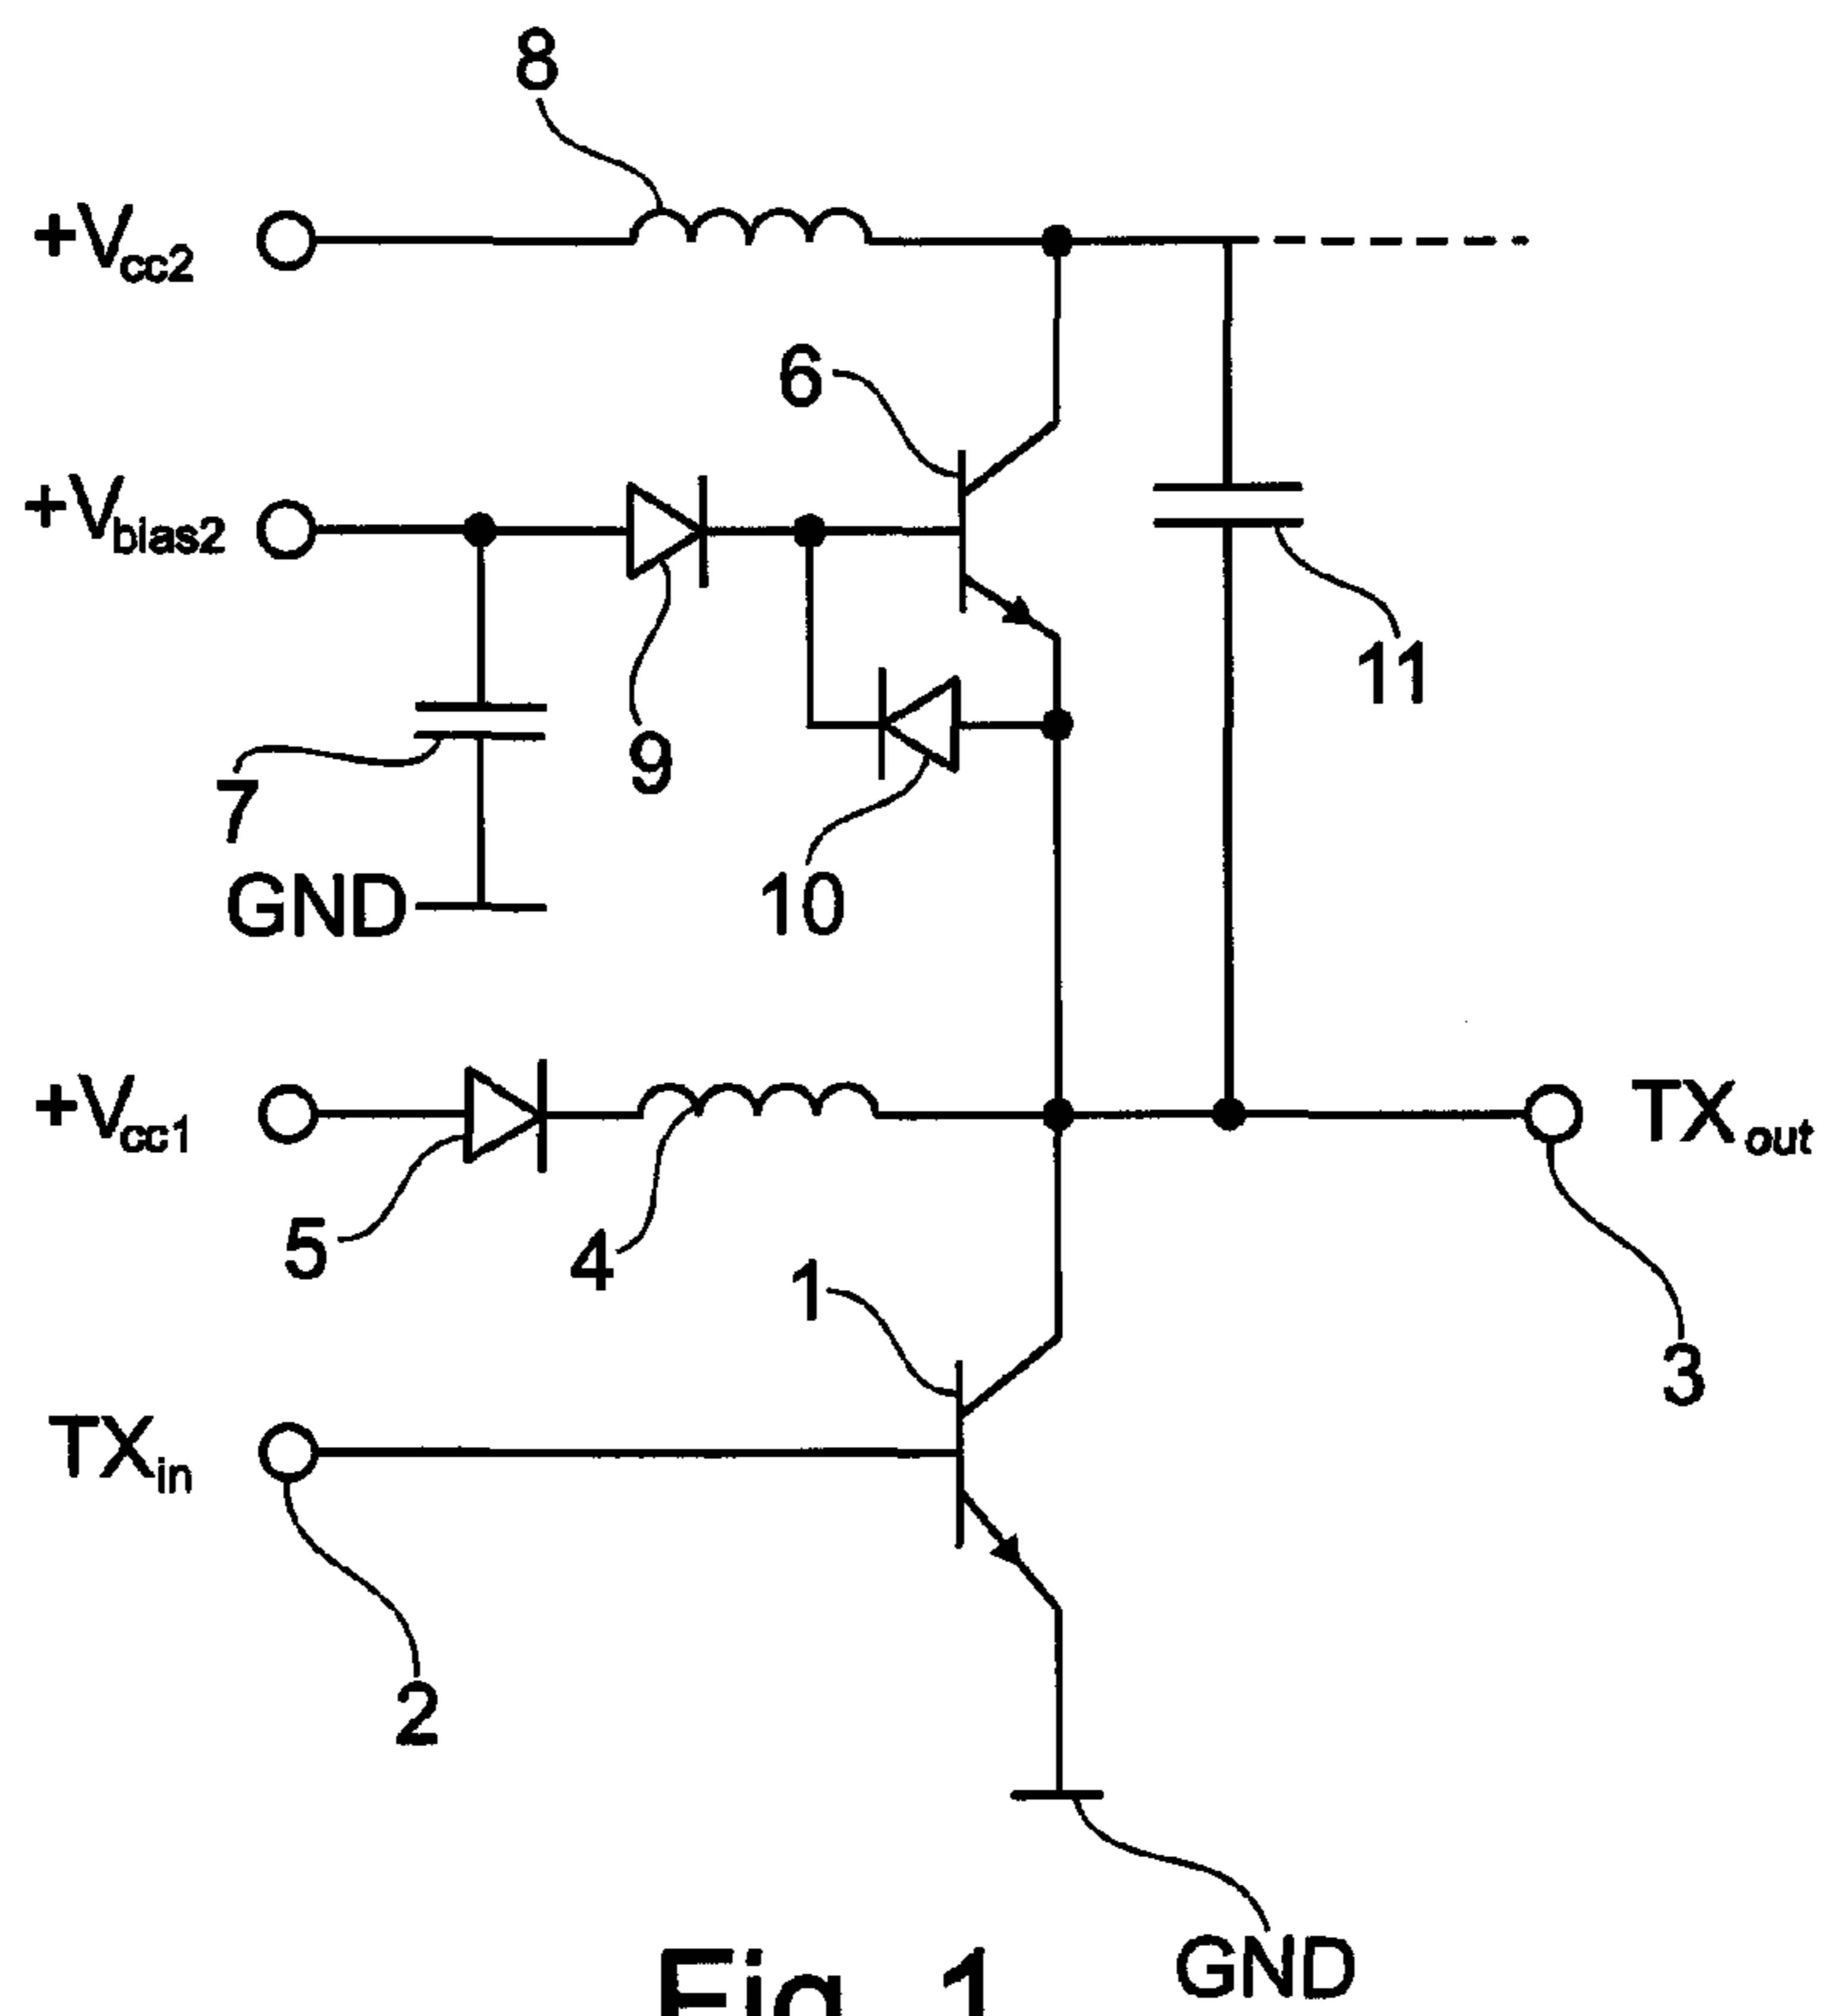 8
+Vcc2
6
+Vbias2
11
7
9
GND
10
+Vcc1
TXout
5
4
1
3
TXin
2
GND
Fig. 1